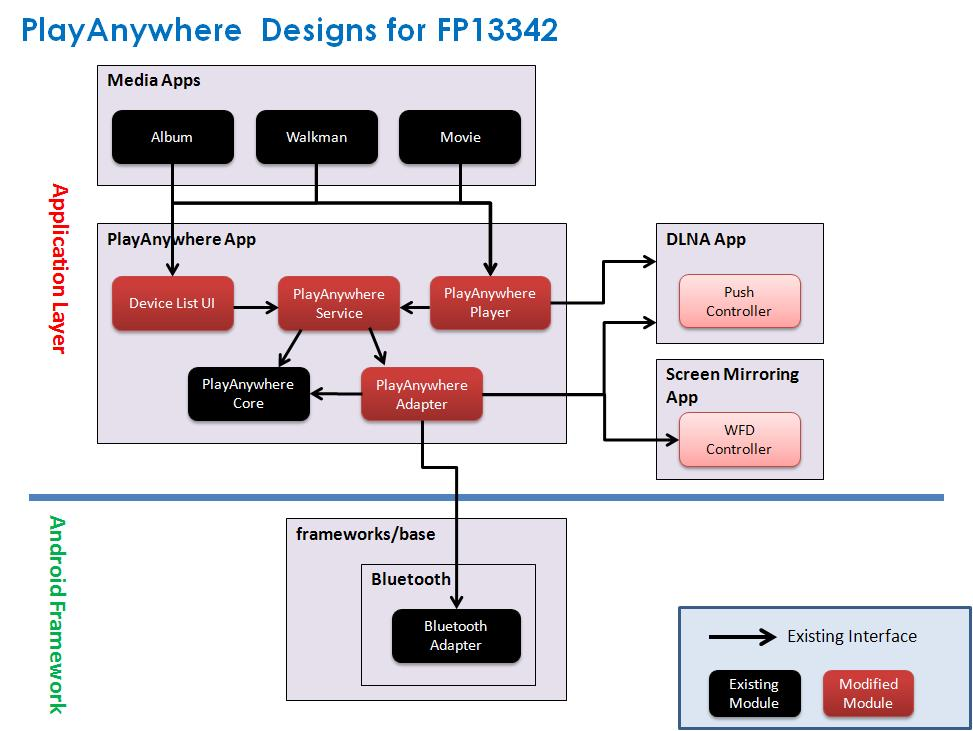 PlayAnywhere Designs for FP13342
Media Apps
Album
Walkman
Movie
Application Layer
PlayAnywhere App
Device List UI
PlayAnywhere
Service
PlayAnywhere
Player
PlayAnywhere
Core
PlayAnywhere
Adapter
DLNA App
Push
Controller
Screen Mirroring
App
WFD
Controller
Android Framework
frameworks/base
Bluetooth
Bluetooth
Adapter
Existing Interface
Existing
Module
Modified
Module